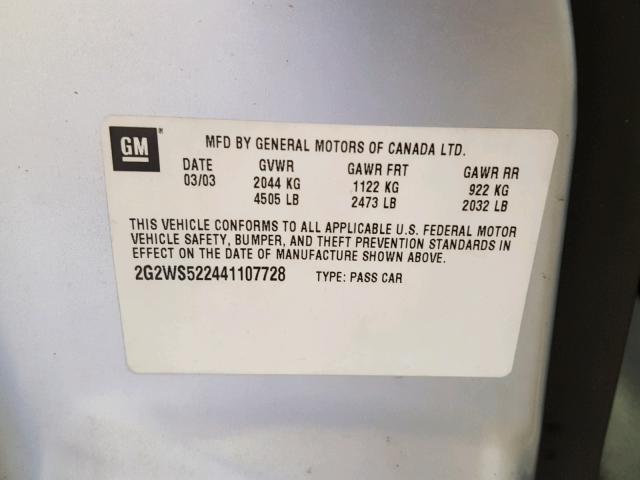 GM
MFD BY GENERAL MOTORS OF CANADA LTD.
DATE GVWR GAWR FRT GAWR RR
03/03 2044 KG 1122 KG 922 KG
4505 LB 2473 LB 2032 LB
THIS VEHICLE CONFORMS TO ALL APPLICABLE U.S. FEDERAL MOTOR
VEHICLE SAFETY, BUMPER, AND THEFT PREVENTION STANDARDS IN
EFFECT ON THE DATE OF MANUFACTURE SHOWN ABOVE.
2G2WS522441107728 TYPE: PASS CAR